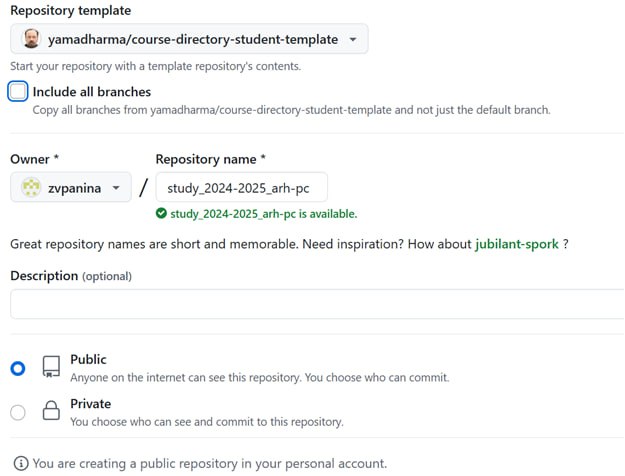 Repository template
yamadharma/course-directory-student-template
Start your repository with a template repository's contents.
Include all branches
Copy all branches from yamadharma/course-directory-student-template and not just the default branch.
Owner * Repository name *
zvpanina / study_2024-2025_arh-pc
study_2024-2025_arh-pc is available.
Great repository names are short and memorable. Need inspiration? How about jubilant-spork ?
Description (optional)
Public
Anyone on the internet can see this repository. You choose who can commit.
Private
You choose who can see and commit to this repository.
You are creating a public repository in your personal account.